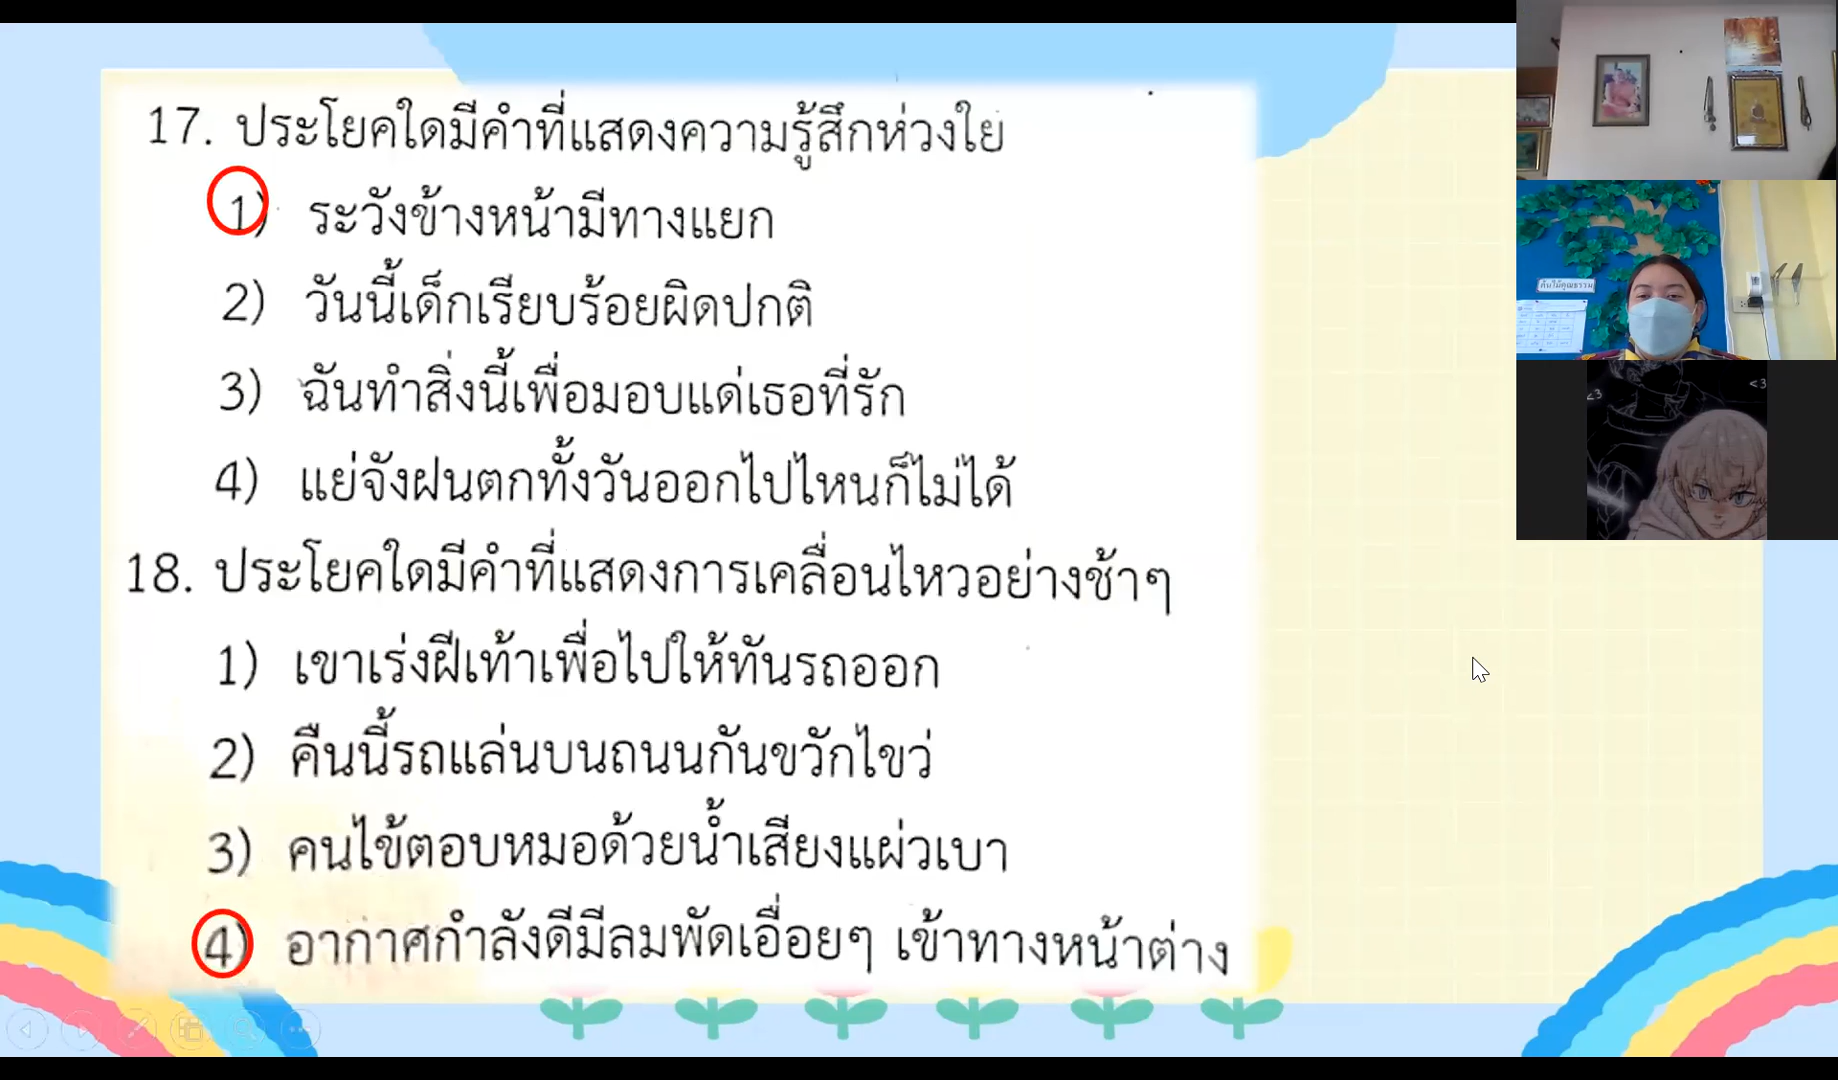 17. ประโยคใดมีคำที่แสดงความรู้สึกห่วงใย
1) ระวังข้างหน้ามีทางแยก
2) วันนี้เด็กเรียบร้อยผิดปกติ
3) ฉันทำสิ่งนี้เพื่อมอบแด่เธอที่รัก
4) แย่จังฝนตกทั้งวันออกไปไหนก็ไม่ได้
18. ประโยคใดมีคำที่แสดงการเคลื่อนไหวอย่างช้าๆ
1) เขาเร่งฝีเท้าเพื่อไปให้ทันรถออก
2) คืนนี้รถแล่นบนถนนกันขวักไขว่
3) คนไข้ตอบหมอด้วยน้ำเสียงแผ่วเบา
4) อากาศกำลังดีมีลมพัดเอื่อยๆ เข้าทางหน้าต่าง
ต้นไม้คุณธรรม
<3
<3